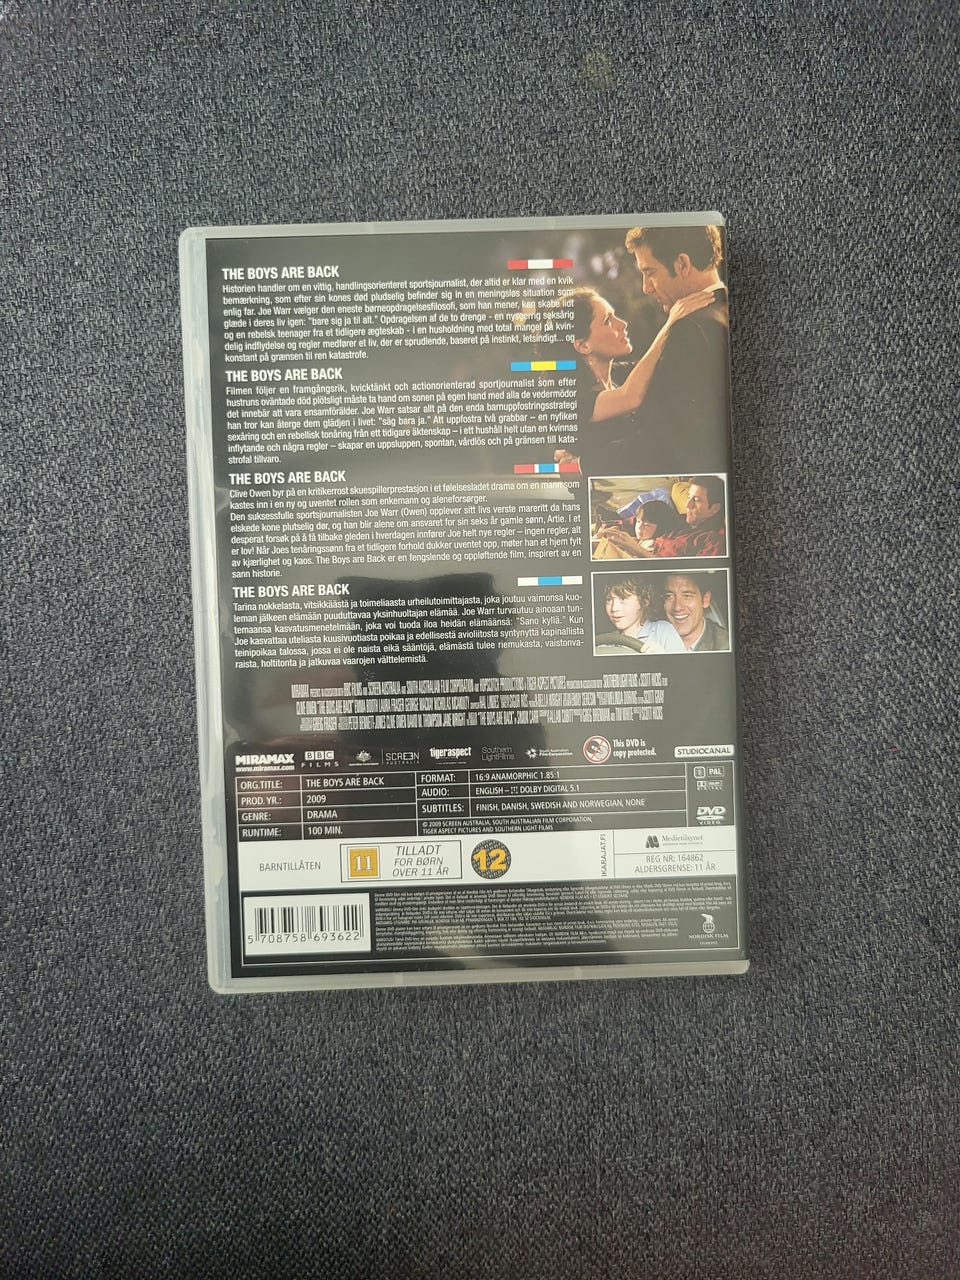 THE BOYS ARE BACK
Historien handler om en vittig, handlingsorienteret sportsjournalist, der altid er klar med en kvik
bemærkning, som efter sin kones død pludselig befinder sig in en meningsløs situation som
enlig far. Joe Warr vælger den eneste børneopdragelsesfilosofi, som han mener, kan skabe lidt
glæde i deres liv igen: "bare sig ja til alt." Opdragelsen af de to drenge - en nysgerrig seksårig
og en rebelsk teenager fra et tidligere ægteskab - i en husholdning med total mangel på kvin-
delig indflydelse og regler medfører et liv, der er sprudlende, baseret på instinkt, letsindigt... og
konstant på grænsen til ren katastrofe.
THE BOYS ARE BACK
Filmen följer en framgångsrik, kvicktänkt och actionorienterad sportjournalist som efter
hustruns oväntade död plötsligt måste ta hand om sonen på egen hand med alla de vedermödor
det innebär att vara ensamförälder. Joe Warr satsar allt på den enda barnuppfostringsstrategi
han tror kan återge dem glädjen i livet: "säg bara ja." Att uppfostra två grabbar – en nyfiken
sexåring och en rebellisk tonåring från ett tidigare äktenskap – i ett hushåll helt utan en kvinnas
inflytande och några regler – skapar en uppsluppen, spontan, vårdlös och på gränsen till kata-
strofal tillvaro.
THE BOYS ARE BACK
Clive Owen byr på en kritikerrost skuespillerprestasjon i et følelsesladet drama om en mann som
kastes inn i en ny og uventet rollen som enkemann og aleneforsørger.
Den suksessfulle sportsjournalisten Joe Warr (Owen) opplever sitt livs verste mareritt da hans
elskede kone plutselig dør, og han blir alene om ansvaret for sin seks år gamle sønn, Artie. I et
desperat forsøk på å få tilbake gleden i hverdagen innfører Joe helt nye regler – ingen regler, alt
er lov! Når Joes tenåringssønn fra et tidligere forhold dukker uventet opp, møter han et hjem fylt
av kjærlighet og kaos. The Boys are Back er en fengslende og oppløftende film, inspirert av en
sann historie.
THE BOYS ARE BACK
Tarina nokkelasta, vitsikkäästä ja toimeliaasta urheilutoimittajasta, joka joutuu vaimonsa kuo-
leman jälkeen elämään puuduttavaa yksinhuoltajan elämää. Joe Warr turvautuu ainoaan tun-
temaansa kasvatusmenetelmään, joka voi tuoda iloa heidän elämäänsä: "Sano kyllä." Kun
Joe kasvattaa uteliasta kuusivuotiasta poikaa ja edellisestä avioliitosta syntynyttä kapinallista
teinipoikaa talossa, jossa ei ole naista eikä sääntöjä, elämästä tulee riemukasta, vaistonva-
raista, holtitonta ja jatkuvaa vaarojen välttelemistä.
MIRAMAX
www.miramax.com
BBC
FILMS
SCREEN
AUSTRALIA
tigeraspect
Southern
LightFilms
South Australian
Film Corporation
This DVD is
copy protected.
STUDIOCANAL
ORG.TITLE: THE BOYS ARE BACK
PROD. YR.: 2009
GENRE: DRAMA
RUNTIME: 100 MIN.
FORMAT: 16:9 ANAMORPHIC 1.85:1
AUDIO: ENGLISH – DOLBY DIGITAL 5.1
SUBTITLES: FINISH, DANISH, SWEDISH AND NORWEGIAN, NONE
© 2009 SCREEN AUSTRALIA, SOUTH AUSTRALIAN FILM CORPORATION,
TIGER ASPECT PICTURES AND SOUTHERN LIGHT FILMS
2 PAL
DVD
VIDEO
BARNTILLÅTEN
11
TILLADT
FOR BØRN
OVER 11 ÅR
12
IKARAJAT.FI
Medietilsynet
REG NR: 164862
ALDERSGRENSE: 11 ÅR
5 708758 693622
NORDISK FILM